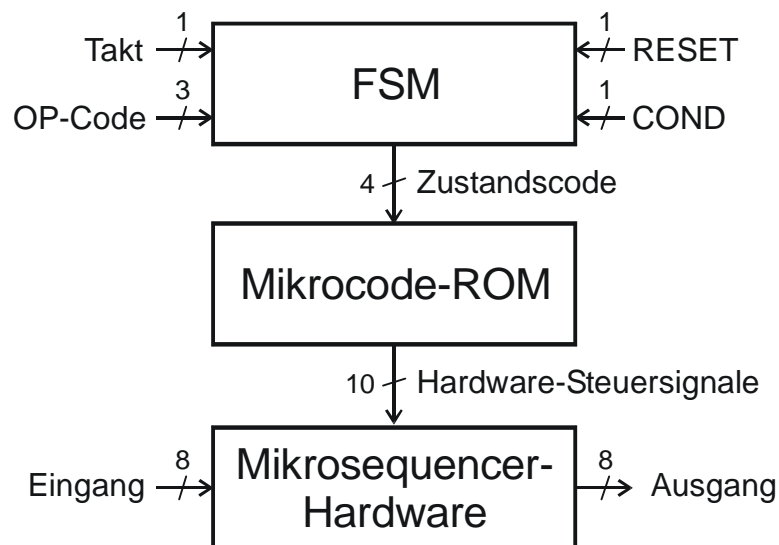 Takt
1
FSM
1
RESET
OP-Code
3
1
COND
4
Zustandscode
Mikrocode-ROM
10
Hardware-Steuersignale
Eingang
8
Mikrosequencer-
Hardware
8
Ausgang